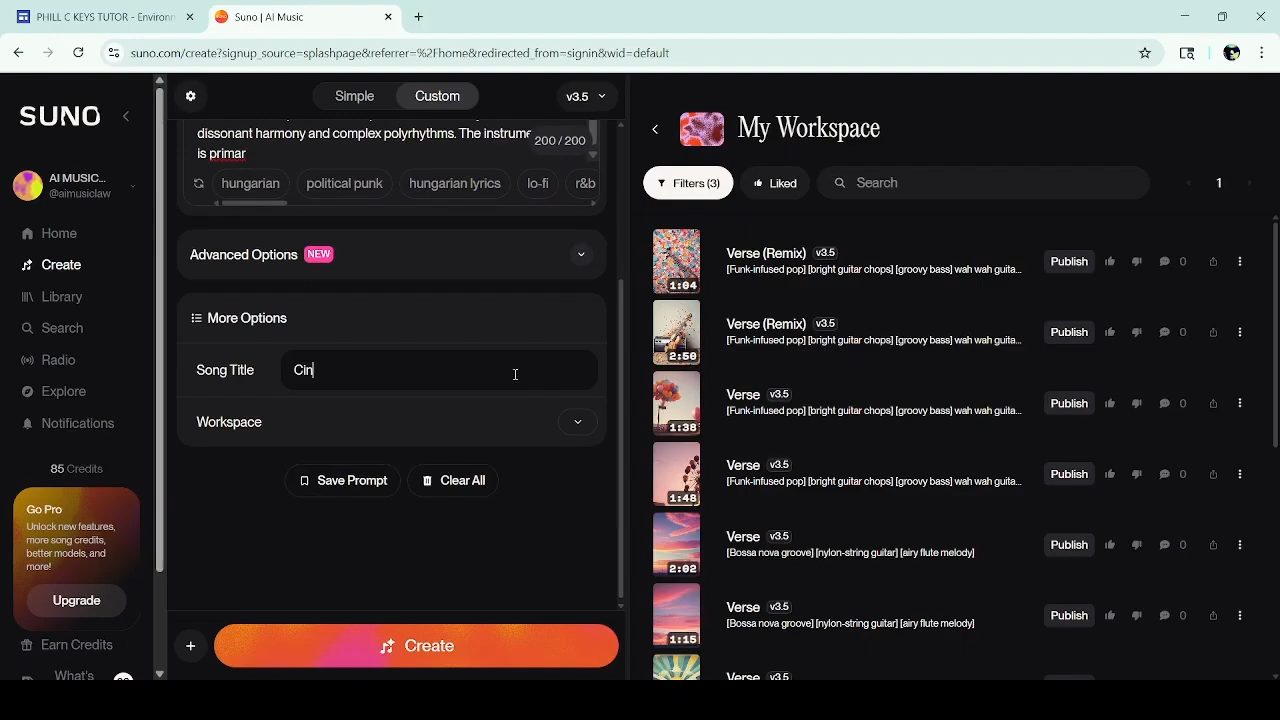 PHILL C KEYS TUTOR - Environ
Suno | AI Music
suno.com/create?signup_source=splashpage&referrer=%2Fhome&redirected_from=signin&wid=default
SUNO
AI MUSIC...
@aimusiclaw
Home
Create
Library
Search
Radio
Explore
Notifications
85 Credits
Go Pro
Unlock new features,
more song credits,
better models, and
more!
Upgrade
Earn Credits
What's
Simple
Custom
v3.5
dissonant harmony and complex polyrhythms. The instrume
200 / 200
is primar
hungarian
political punk
hungarian lyrics
lo-fi
r&b
Advanced Options NEW
More Options
Song Title
Cin
Workspace
Save Prompt
Clear All
Create
My Workspace
Filters (3)
Liked
Search
1
Verse (Remix) v3.5
[Funk-infused pop] [bright guitar chops] [groovy bass] wah wah guita...
1:04
Publish
0
Verse (Remix) v3.5
[Funk-infused pop] [bright guitar chops] [groovy bass] wah wah guita...
2:50
Publish
0
Verse v3.5
[Funk-infused pop] [bright guitar chops] [groovy bass] wah wah guita...
1:38
Publish
0
Verse v3.5
[Funk-infused pop] [bright guitar chops] [groovy bass] wah wah guita...
1:48
Publish
0
Verse v3.5
[Bossa nova groove] [nylon-string guitar] [airy flute melody]
2:02
Publish
0
Verse v3.5
[Bossa nova groove] [nylon-string guitar] [airy flute melody]
1:15
Publish
0
Verse v3.5